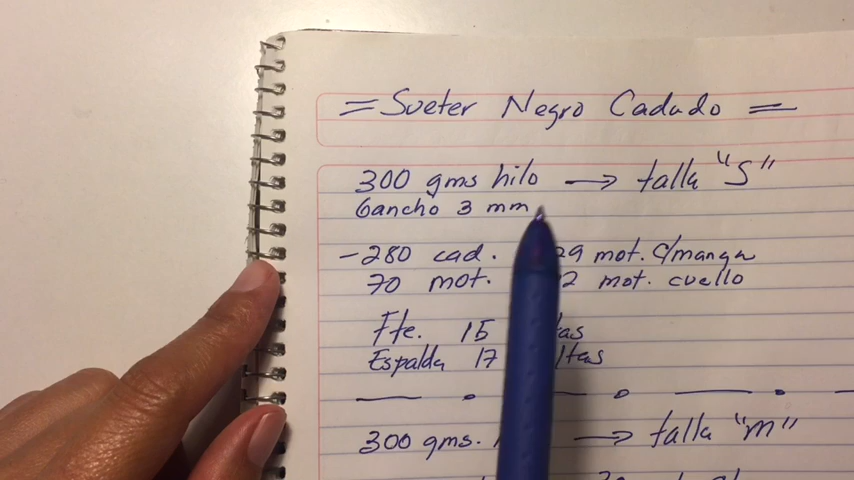 = Sueter Negro Cadudo =
300 gms hilo → talla "S"
Gancho 3 mm
-280 cad. 29 mot. c/manga
70 mot. 2 mot. cuello
Fte. 15
Espalda 17
300 gms. → talla "M"